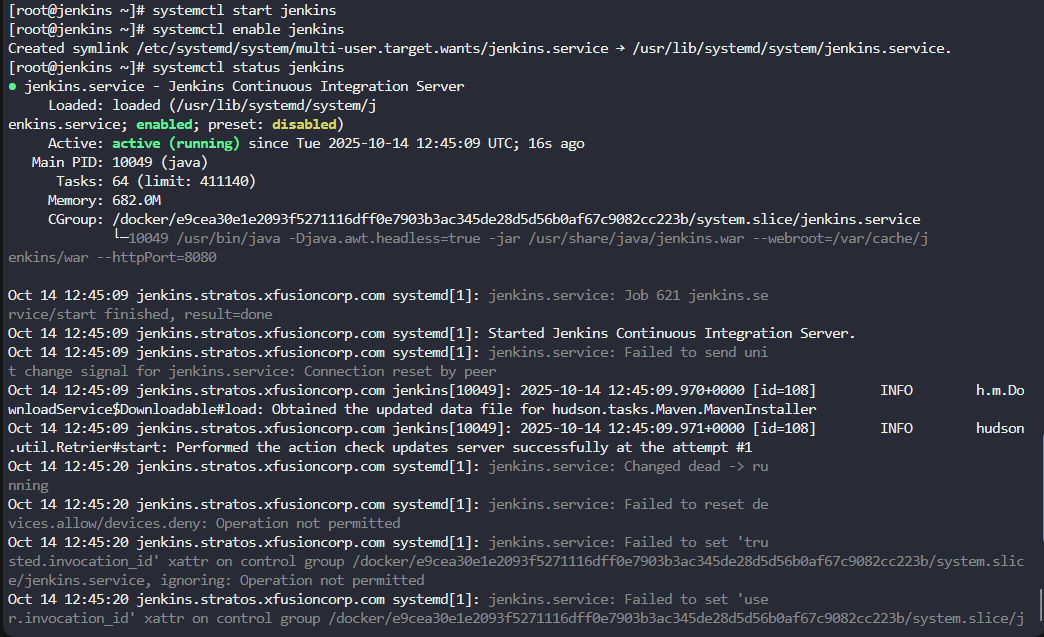 [root@jenkins ~]# systemctl start jenkins
[root@jenkins ~]# systemctl enable jenkins
Created symlink /etc/systemd/system/multi-user.target.wants/jenkins.service → /usr/lib/systemd/system/jenkins.service.
[root@jenkins ~]# systemctl status jenkins
● jenkins.service - Jenkins Continuous Integration Server
     Loaded: loaded (/usr/lib/systemd/system/j
enkins.service; enabled; preset: disabled)
     Active: active (running) since Tue 2025-10-14 12:45:09 UTC; 16s ago
   Main PID: 10049 (java)
      Tasks: 64 (limit: 411140)
     Memory: 682.0M
     CGroup: /docker/e9cea30e1e2093f5271116dff0e7903b3ac345de28d5d56b0af67c9082cc223b/system.slice/jenkins.service
             └─10049 /usr/bin/java -Djava.awt.headless=true -jar /usr/share/java/jenkins.war --webroot=/var/cache/j
enkins/war --httpPort=8080

Oct 14 12:45:09 jenkins.stratos.xfusioncorp.com systemd[1]: jenkins.service: Job 621 jenkins.se
rvice/start finished, result=done
Oct 14 12:45:09 jenkins.stratos.xfusioncorp.com systemd[1]: Started Jenkins Continuous Integration Server.
Oct 14 12:45:09 jenkins.stratos.xfusioncorp.com systemd[1]: jenkins.service: Failed to send uni
t change signal for jenkins.service: Connection reset by peer
Oct 14 12:45:09 jenkins.stratos.xfusioncorp.com jenkins[10049]: 2025-10-14 12:45:09.970+0000 [id=108]        INFO        h.m.Do
wnloadService$Downloadable#load: Obtained the updated data file for hudson.tasks.Maven.MavenInstaller
Oct 14 12:45:09 jenkins.stratos.xfusioncorp.com jenkins[10049]: 2025-10-14 12:45:09.971+0000 [id=108]        INFO        hudson
.util.Retrier#start: Performed the action check updates server successfully at the attempt #1
Oct 14 12:45:20 jenkins.stratos.xfusioncorp.com systemd[1]: jenkins.service: Changed dead -> ru
nning
Oct 14 12:45:20 jenkins.stratos.xfusioncorp.com systemd[1]: jenkins.service: Failed to reset de
vices.allow/devices.deny: Operation not permitted
Oct 14 12:45:20 jenkins.stratos.xfusioncorp.com systemd[1]: jenkins.service: Failed to set 'tru
sted.invocation_id' xattr on control group /docker/e9cea30e1e2093f5271116dff0e7903b3ac345de28d5d56b0af67c9082cc223b/system.slic
e/jenkins.service, ignoring: Operation not permitted
Oct 14 12:45:20 jenkins.stratos.xfusioncorp.com systemd[1]: jenkins.service: Failed to set 'use
r.invocation_id' xattr on control group /docker/e9cea30e1e2093f5271116dff0e7903b3ac345de28d5d56b0af67c9082cc223b/system.slice/j